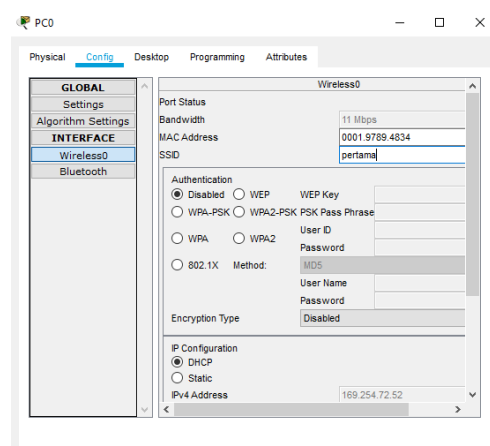 PC0
Physical Config Desktop Programming Attributes
GLOBAL
Settings
Algorithm Settings
INTERFACE
Wireless0
Bluetooth
Wireless0
Port Status
Bandwidth 11 Mbps
MAC Address 0001.9789.4834
SSID pertama
Authentication
Disabled WEP WEP Key
WPA-PSK WPA2-PSK PSK Pass Phrase
User ID
WPA WPA2
Password
802.1X Method: MD5
User Name
Password
Encryption Type Disabled
IP Configuration
DHCP
Static
IPv4 Address 169.254.72.52